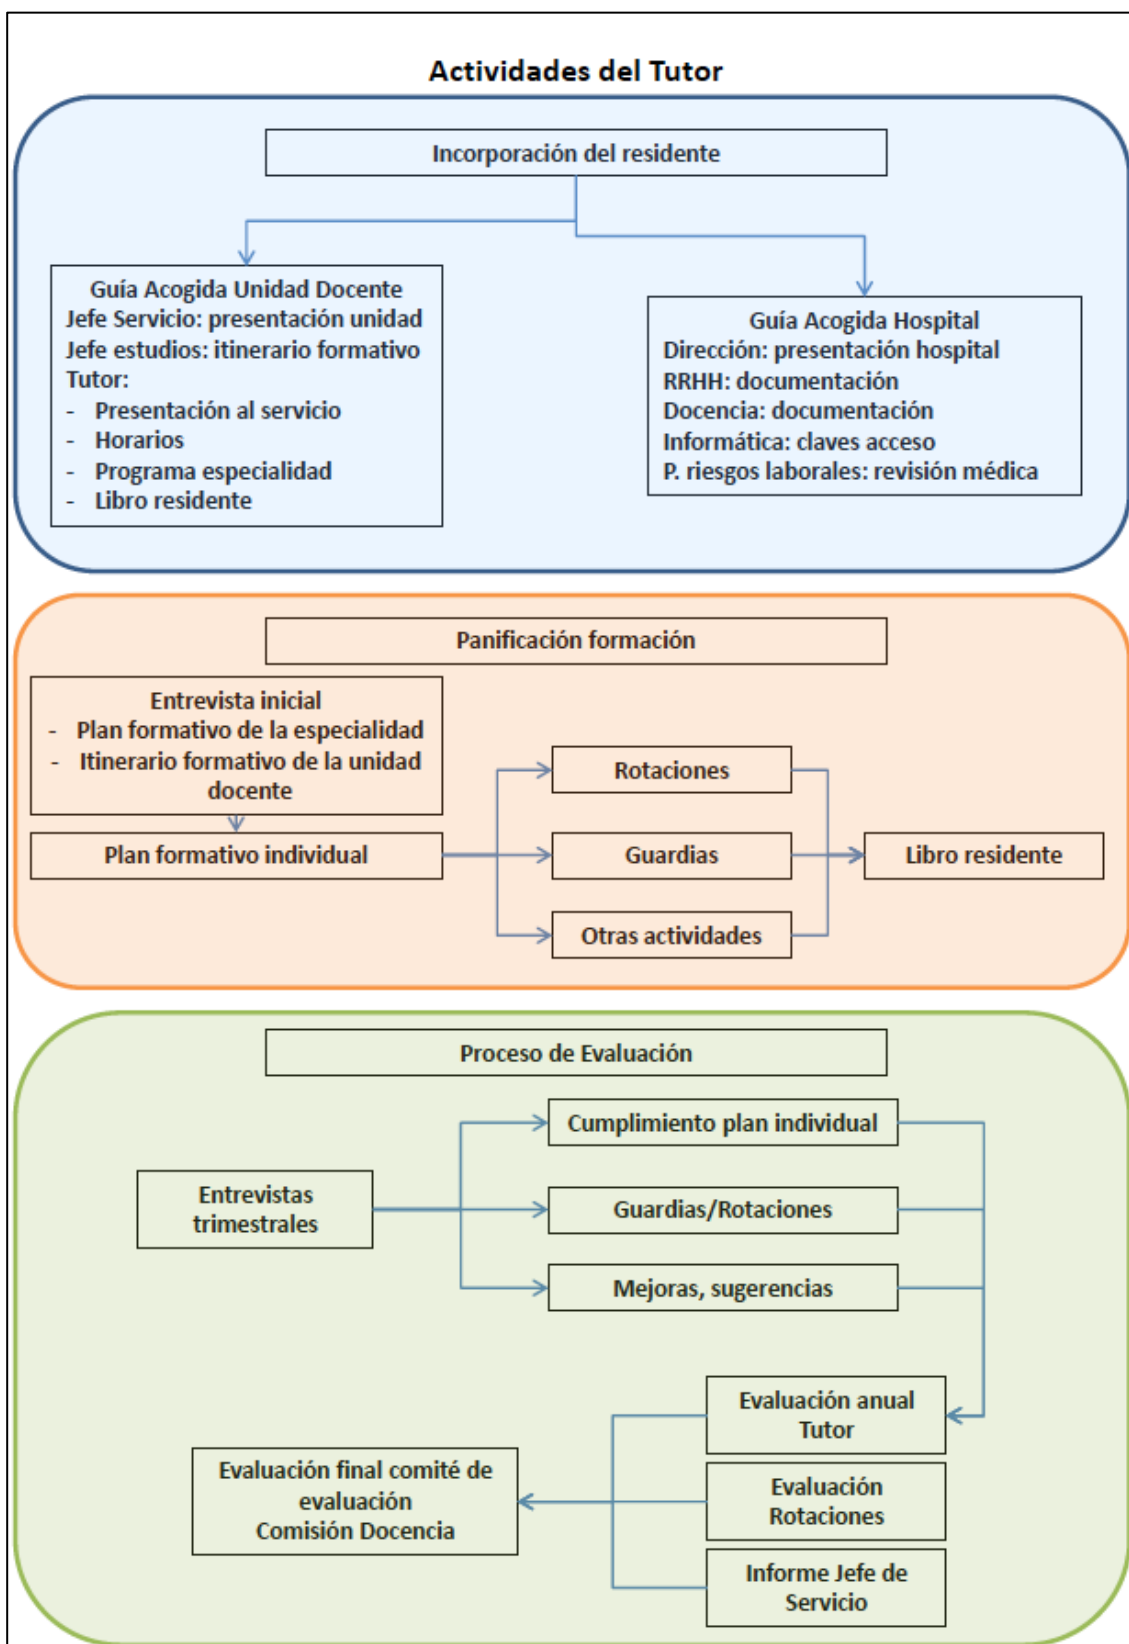 Actividades del Tutor
Incorporación del residente
Guía Acogida Unidad Docente
Jefe Servicio: presentación unidad
Jefe estudios: itinerario formativo
Tutor:
- Presentación al servicio
- Horarios
- Programa especialidad
- Libro residente
Guía Acogida Hospital
Dirección: presentación hospital
RRHH: documentación
Docencia: documentación
Informática: claves acceso
P. riesgos laborales: revisión médica
Panificación formación
Entrevista inicial
- Plan formativo de la especialidad
- Itinerario formativo de la unidad
docente
Plan formativo individual
Rotaciones
Guardias
Otras actividades
Libro residente
Proceso de Evaluación
Entrevistas
trimestrales
Cumplimiento plan individual
Guardias/Rotaciones
Mejoras, sugerencias
Evaluación anual
Tutor
Evaluación
Rotaciones
Informe Jefe de
Servicio
Evaluación final comité de
evaluación
Comisión Docencia